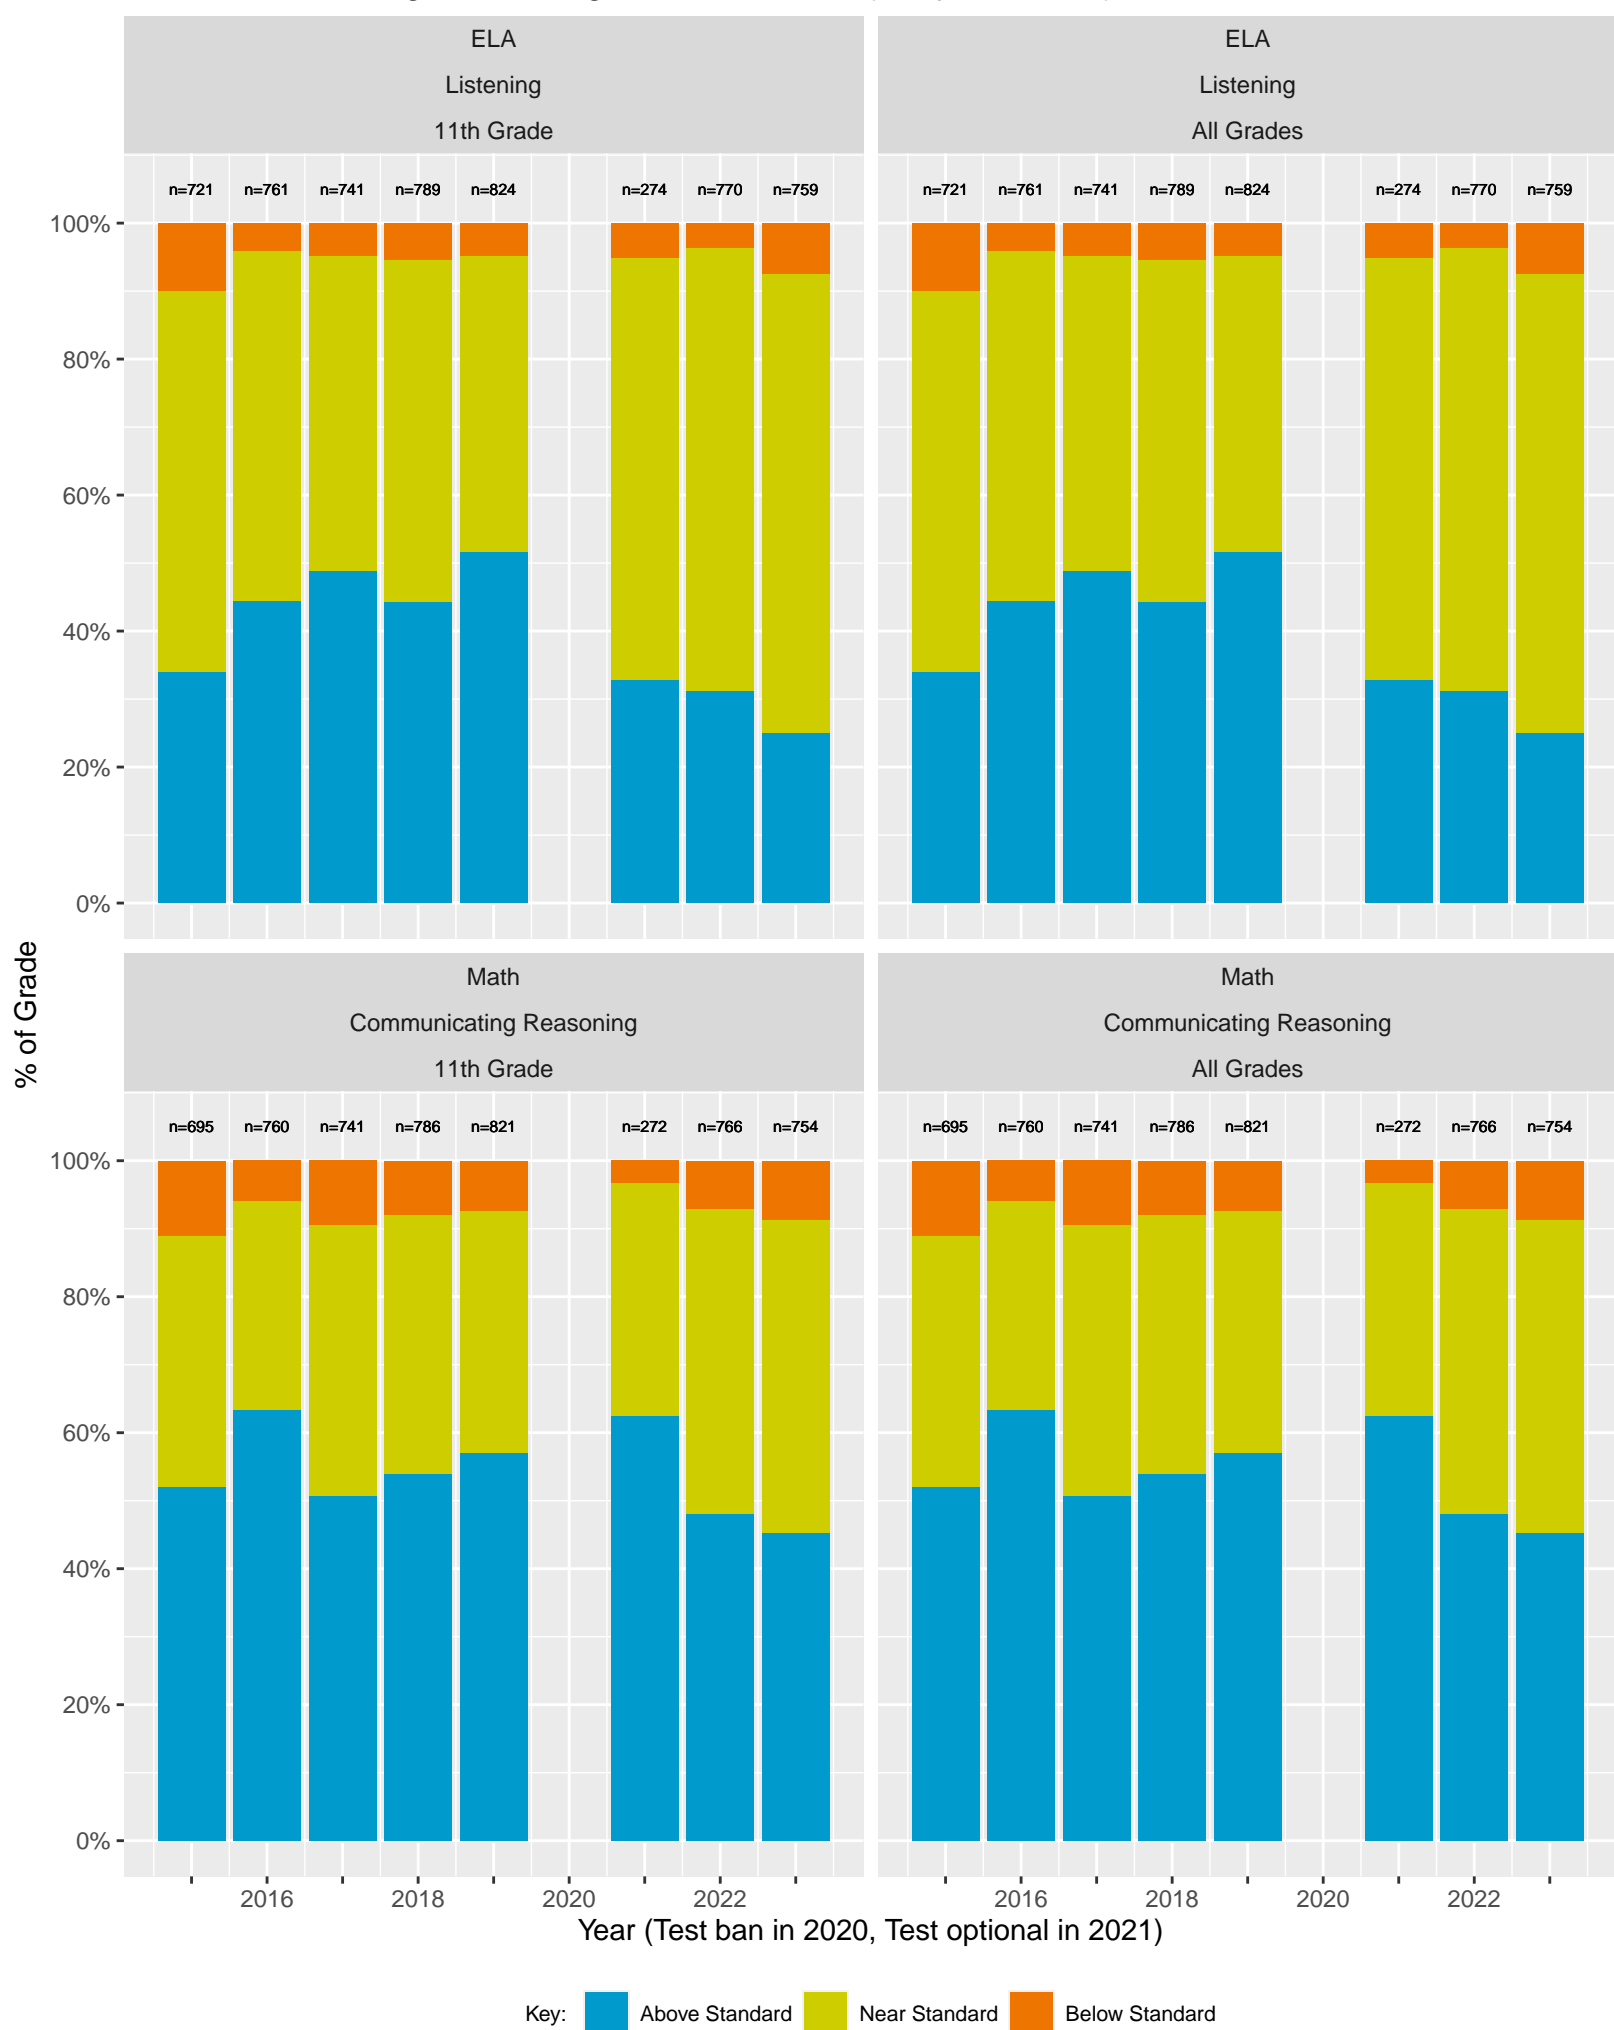 ELA
Listening
11th Grade
ELA
Listening
All Grades
n=721 n=761 n=741 n=789 n=824 n=274 n=770 n=759
n=721 n=761 n=741 n=789 n=824 n=274 n=770 n=759
100%
80%
60%
40%
20%
0%
% of Grade
Math
Communicating Reasoning
11th Grade
Math
Communicating Reasoning
All Grades
n=695 n=760 n=741 n=786 n=821 n=272 n=766 n=754
n=695 n=760 n=741 n=786 n=821 n=272 n=766 n=754
100%
80%
60%
40%
20%
0%
2016 2018 2020 2022
2016 2018 2020 2022
Year (Test ban in 2020, Test optional in 2021)
Key: Above Standard Near Standard Below Standard